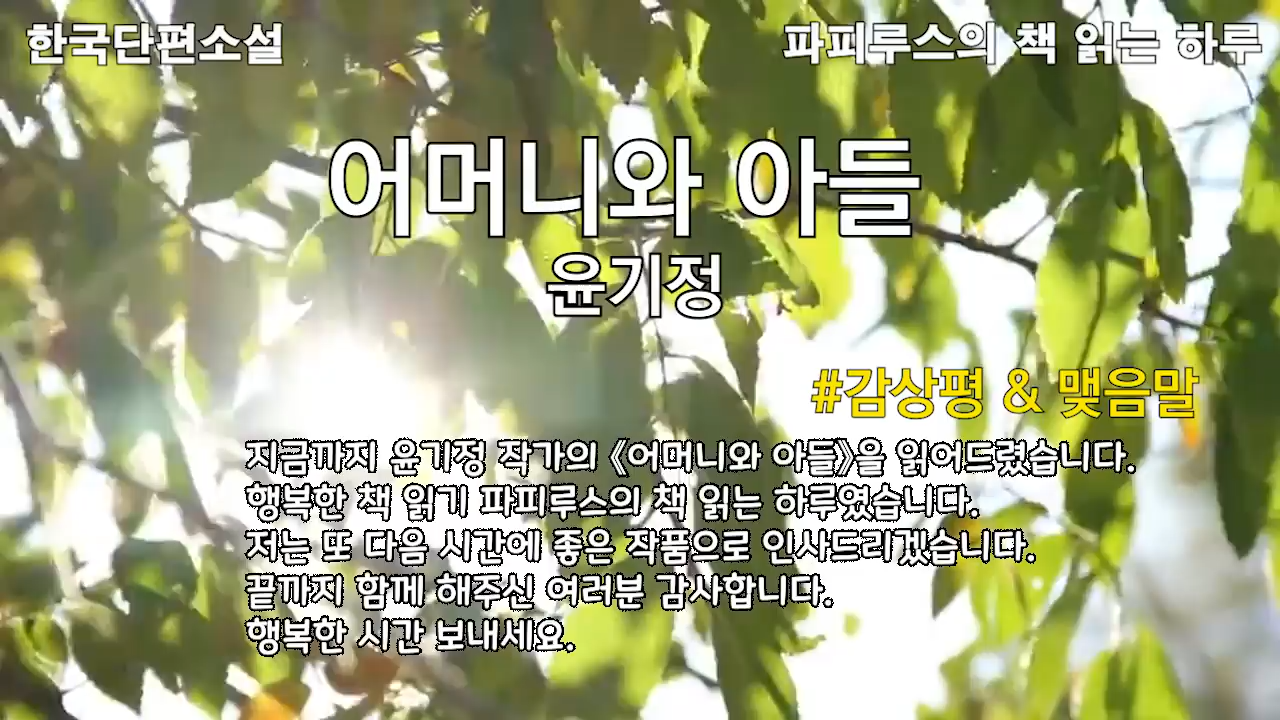 한국단편소설
파피루스의 책 읽는 하루
어머니와 아들
윤기정
#감상평 & 맺음말
지금까지 윤기정 작가의 《어머니와 아들》을 읽어드렸습니다.
행복한 책 읽기 파피루스의 책 읽는 하루였습니다.
저는 또 다음 시간에 좋은 작품으로 인사드리겠습니다.
끝까지 함께 해주신 여러분 감사합니다.
행복한 시간 보내세요.